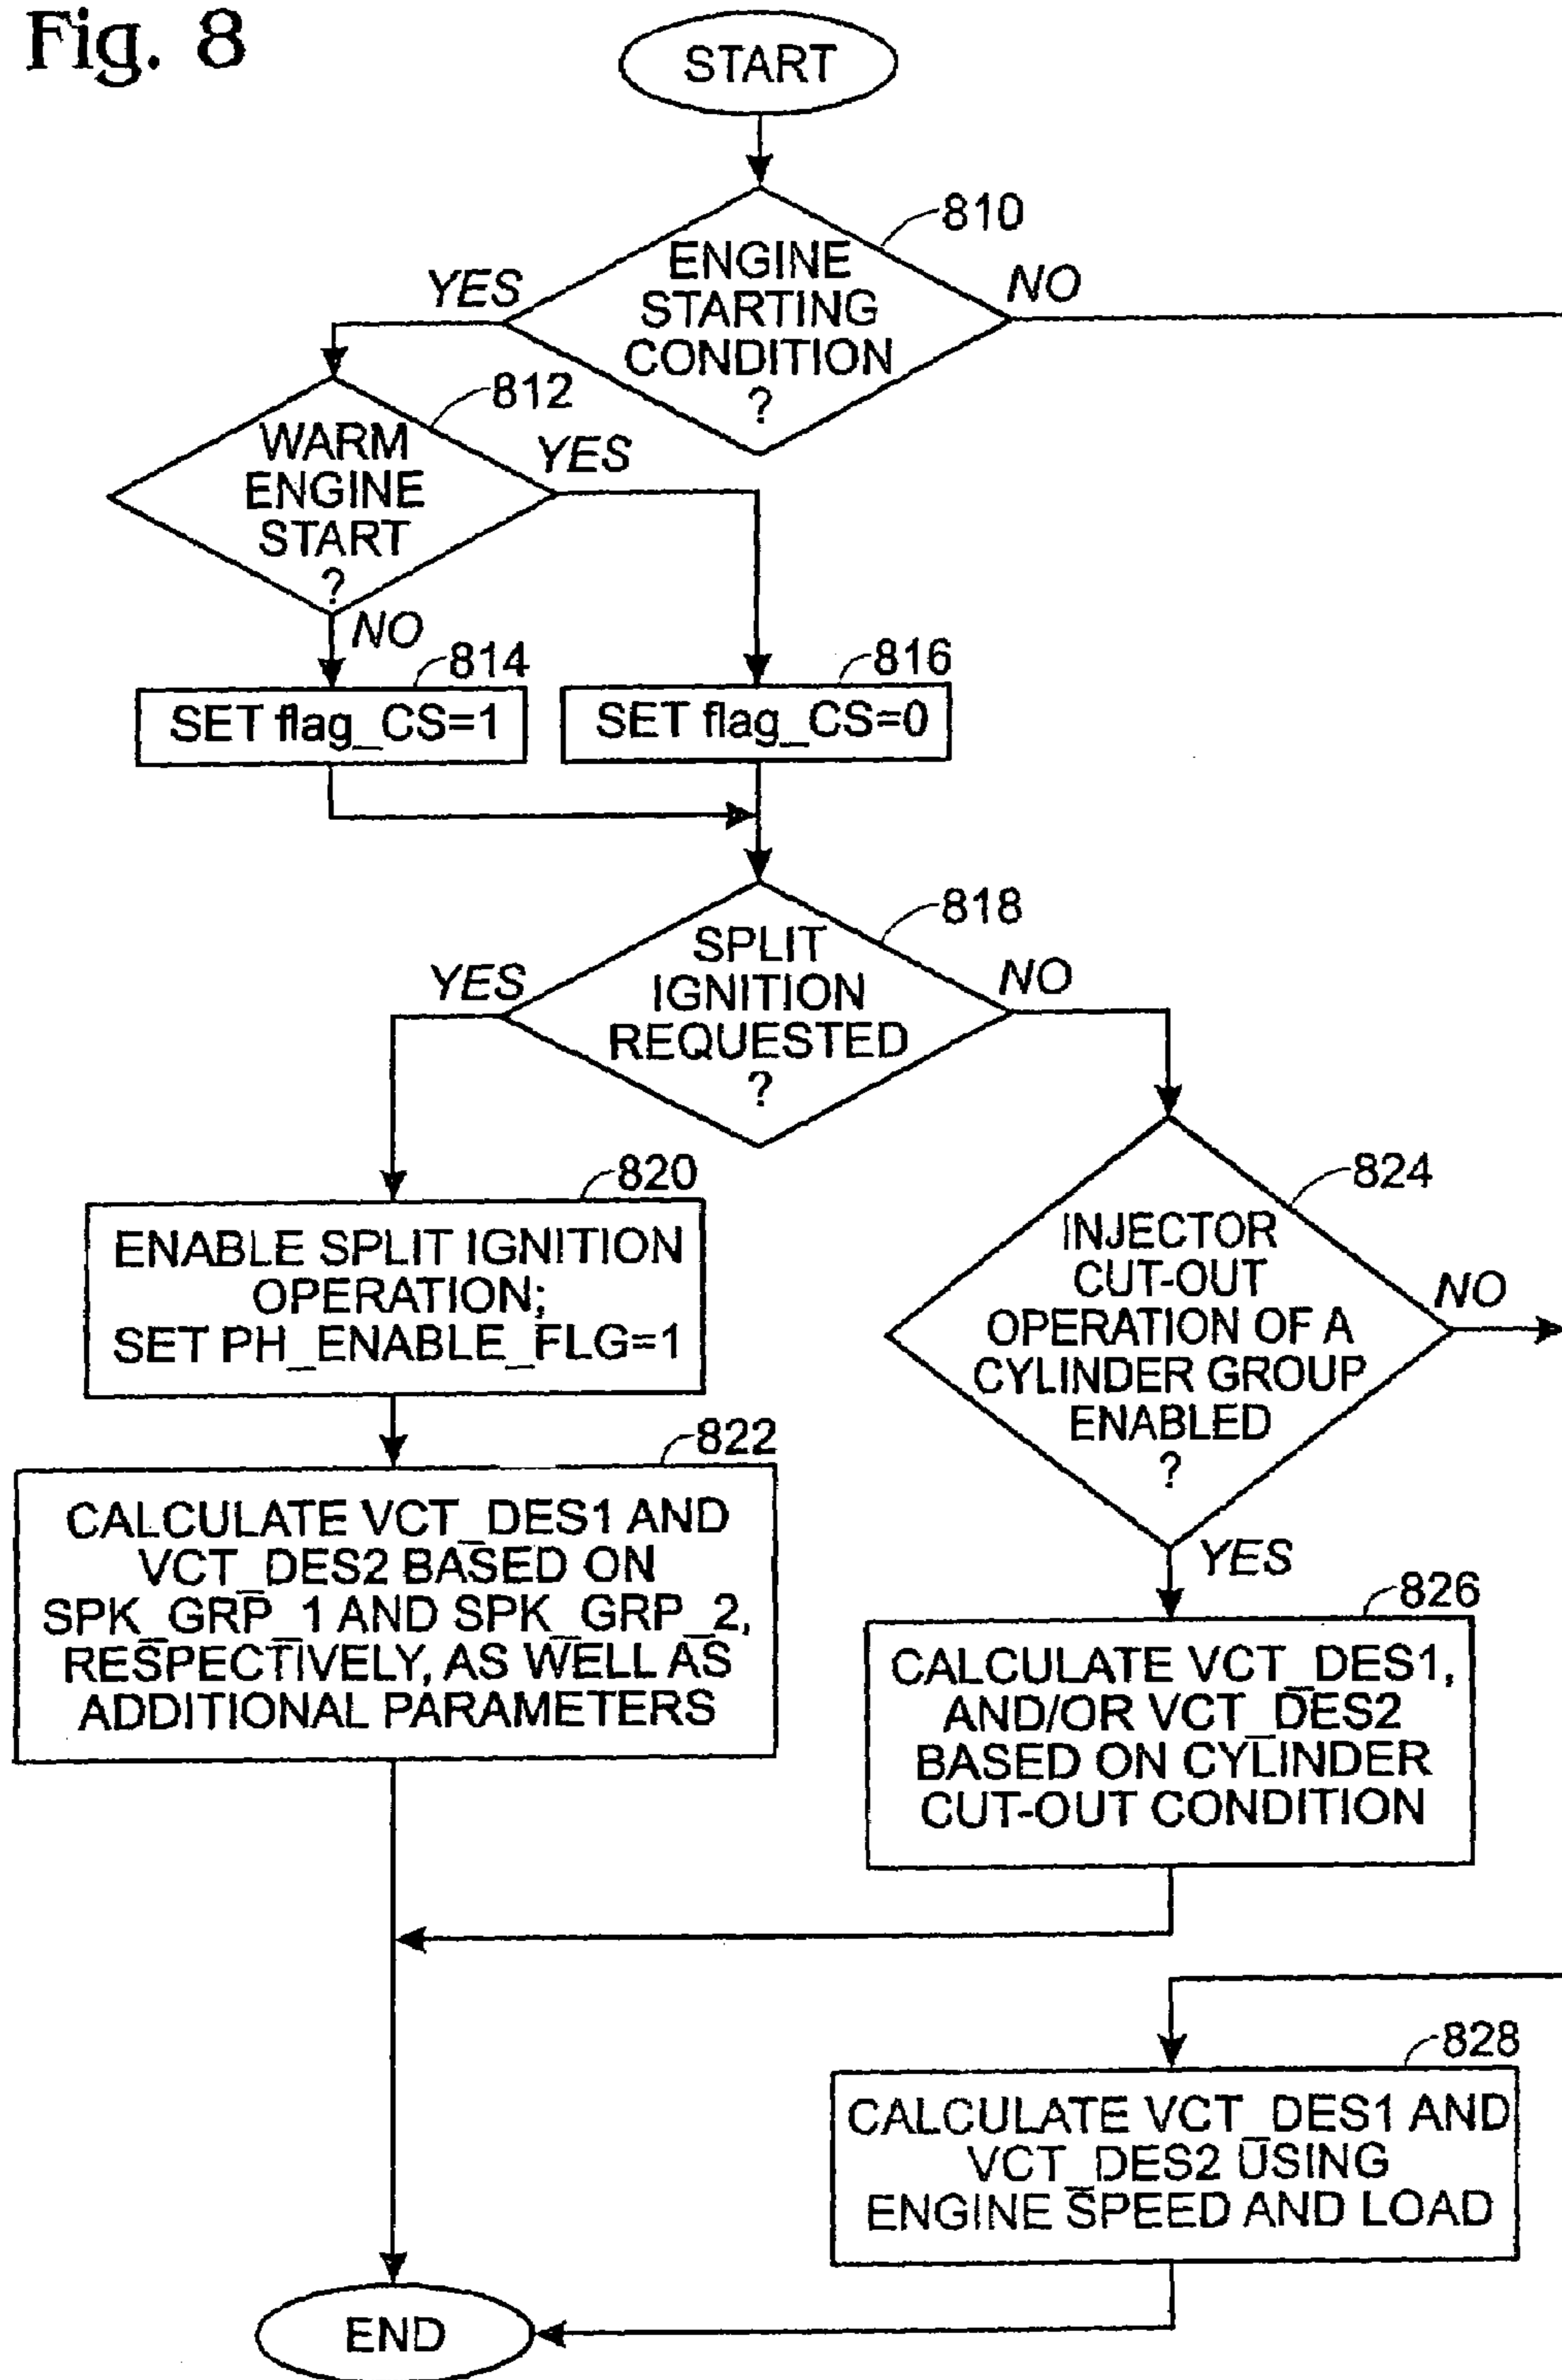 Fig. 8
START
810
ENGINE
STARTING
CONDITION
?
YES
NO
812
WARM
ENGINE
START
?
YES
NO
814
SET flag_CS=1
816
SET flag_CS=0
818
SPLIT
IGNITION
REQUESTED
?
YES
NO
820
ENABLE SPLIT IGNITION
OPERATION;
SET PH_ENABLE_FLG=1
824
INJECTOR
CUT-OUT
OPERATION OF A
CYLINDER GROUP
ENABLED
?
NO
YES
822
CALCULATE VCT_DES1 AND
VCT_DES2 BASED ON
SPK_GRP_1 AND SPK_GRP_2,
RESPECTIVELY, AS WELL AS
ADDITIONAL PARAMETERS
826
CALCULATE VCT_DES1,
AND/OR VCT_DES2
BASED ON CYLINDER
CUT-OUT CONDITION
828
CALCULATE VCT_DES1 AND
VCT_DES2 USING
ENGINE SPEED AND LOAD
END